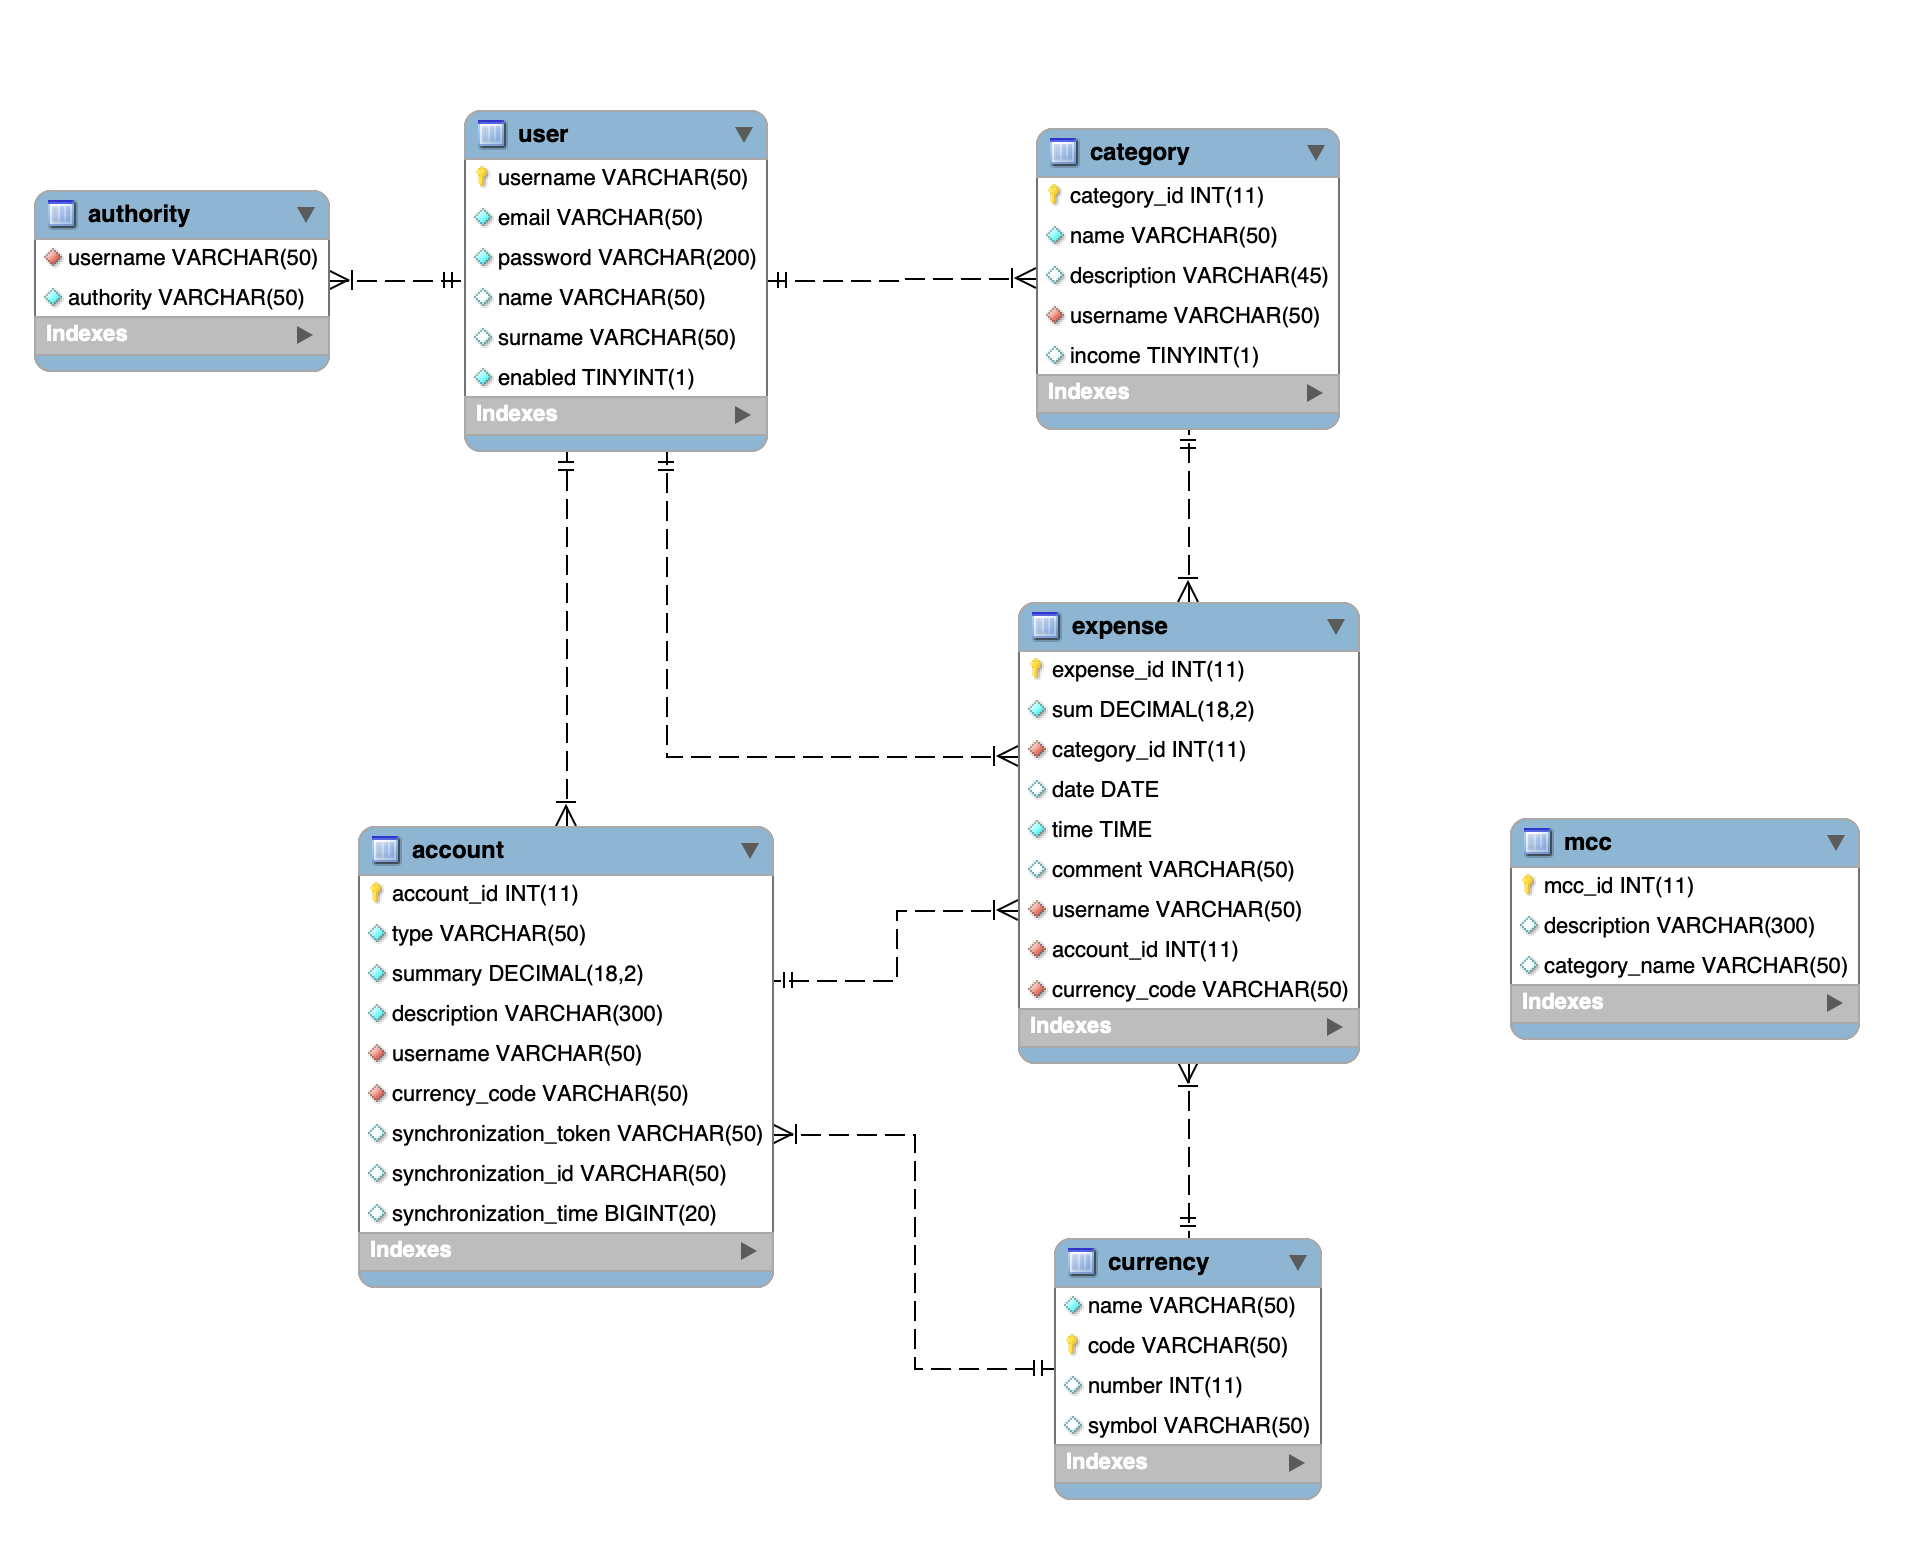 authority
username VARCHAR(50)
authority VARCHAR(50)
Indexes
user
username VARCHAR(50)
email VARCHAR(50)
password VARCHAR(200)
name VARCHAR(50)
surname VARCHAR(50)
enabled TINYINT(1)
Indexes
category
category_id INT(11)
name VARCHAR(50)
description VARCHAR(45)
username VARCHAR(50)
income TINYINT(1)
Indexes
expense
expense_id INT(11)
sum DECIMAL(18,2)
category_id INT(11)
date DATE
time TIME
comment VARCHAR(50)
username VARCHAR(50)
account_id INT(11)
currency_code VARCHAR(50)
Indexes
account
account_id INT(11)
type VARCHAR(50)
summary DECIMAL(18,2)
description VARCHAR(300)
username VARCHAR(50)
currency_code VARCHAR(50)
synchronization_token VARCHAR(50)
synchronization_id VARCHAR(50)
synchronization_time BIGINT(20)
Indexes
mcc
mcc_id INT(11)
description VARCHAR(300)
category_name VARCHAR(50)
Indexes
currency
name VARCHAR(50)
code VARCHAR(50)
number INT(11)
symbol VARCHAR(50)
Indexes